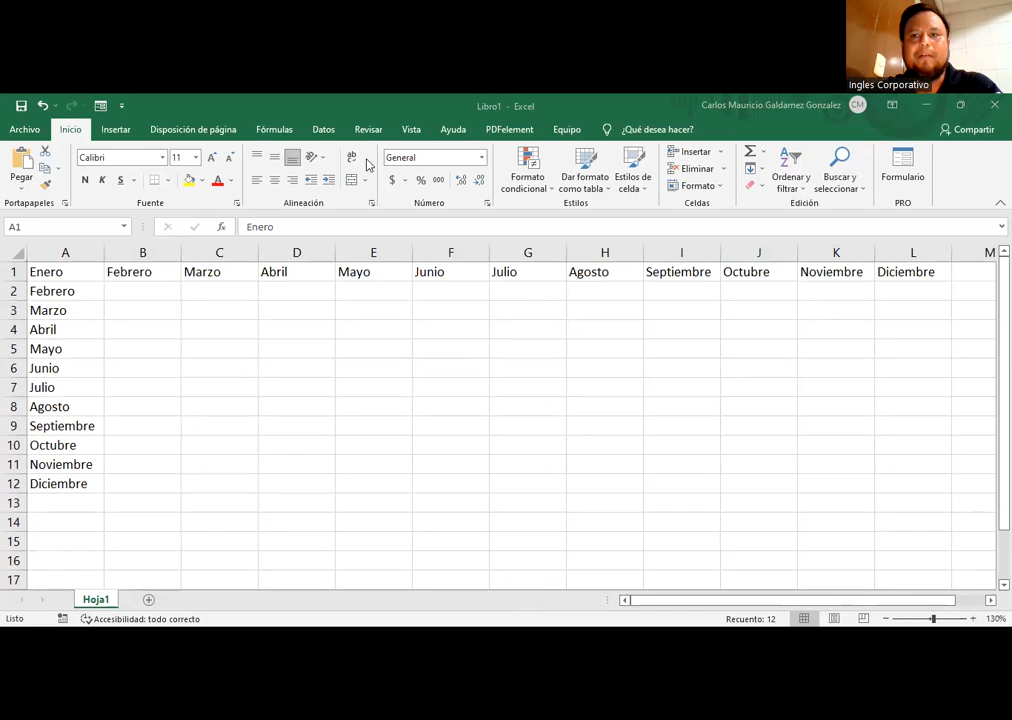 Ingles Corporativo
Libro1 - Excel
Carlos Mauricio Galdamez Gonzalez CM
Archivo Inicio Insertar Disposición de página Fórmulas Datos Revisar Vista Ayuda PDFelement Equipo ¿Qué desea hacer? Compartir
Pegar
Calibri 11
N K S
ab
General
$ % 000
Formato condicional
Dar formato como tabla
Estilos de celda
Insertar
Eliminar
Formato
Ordenar y filtrar
Buscar y seleccionar
Formulario
Portapapeles Fuente Alineación Número Estilos Celdas Edición PRO
A1 fx Enero
A B C D E F G H I J K L M
1 Enero Febrero Marzo Abril Mayo Junio Julio Agosto Septiembre Octubre Noviembre Diciembre
2 Febrero
3 Marzo
4 Abril
5 Mayo
6 Junio
7 Julio
8 Agosto
9 Septiembre
10 Octubre
11 Noviembre
12 Diciembre
13
14
15
16
17
Hoja1
Listo Accesibilidad: todo correcto Recuento: 12 130%